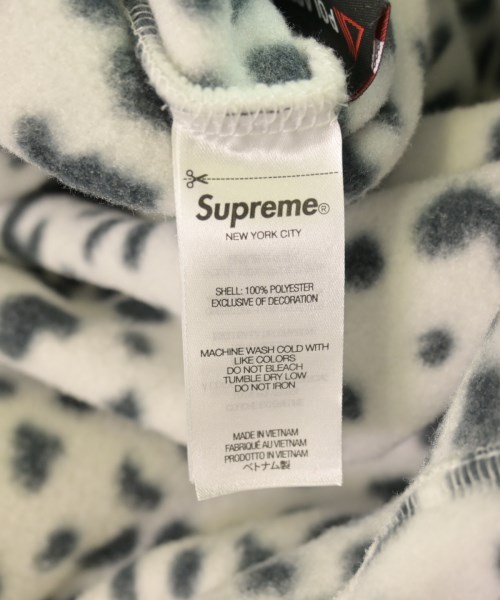 Supreme®
NEW YORK CITY
SHELL: 100% POLYESTER
EXCLUSIVE OF DECORATION
MACHINE WASH COLD WITH
LIKE COLORS
DO NOT BLEACH
TUMBLE DRY LOW
DO NOT IRON
MADE IN VIETNAM
FABRIQUÉ AU VIETNAM
PRODOTTO IN VIETNAM
ベトナム製